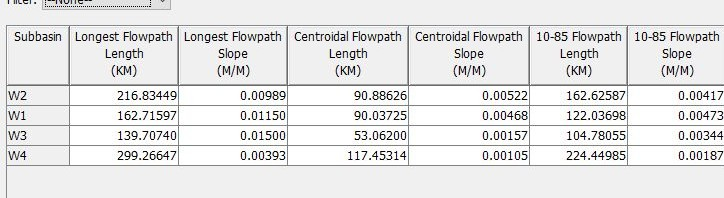 Filter: --None--
Subbasin Longest Flowpath Longest Flowpath Centroidal Flowpath Centroidal Flowpath 10-85 Flowpath 10-85 Flowpath
Length Slope Length Slope Length Slope
(KM) (M/M) (KM) (M/M) (KM) (M/M)
W2 216.83449 0.00989 90.88626 0.00522 162.62587 0.00417
W1 162.71597 0.01150 90.03725 0.00468 122.03698 0.00473
W3 139.70740 0.01500 53.06200 0.00157 104.78055 0.00344
W4 299.26647 0.00393 117.45314 0.00105 224.44985 0.00187